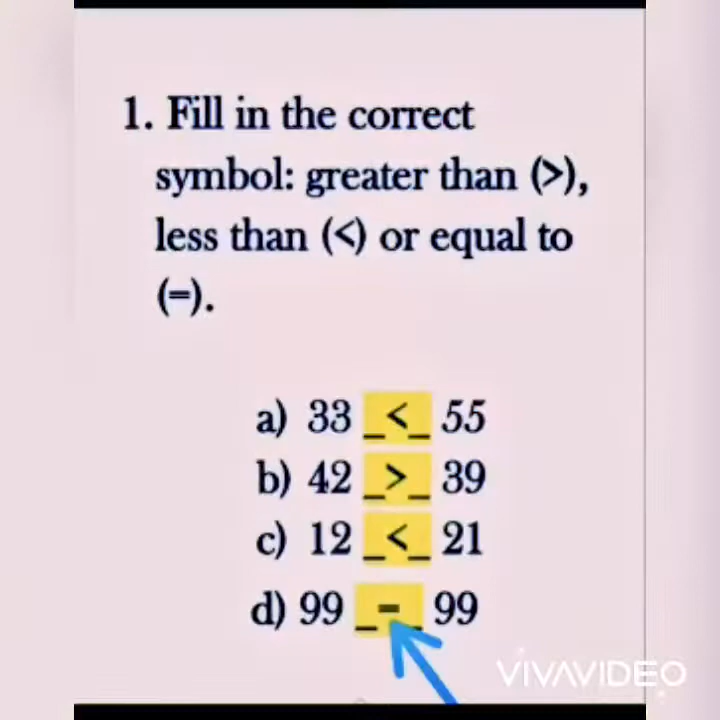 1. Fill in the correct
symbol: greater than (>),
less than (<) or equal to
(=).
a) 33 _<_ 55
b) 42 _>_ 39
c) 12 _<_ 21
d) 99 _=_ 99
VIVAVIDEO